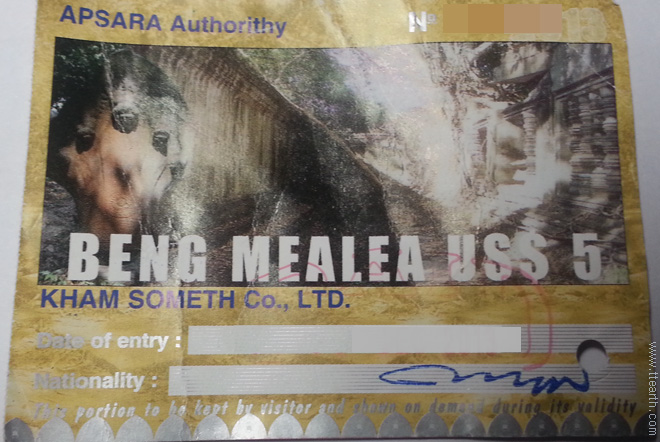 APSARA Authorithy
Nº
BENG MEALEA US$ 5
KHAM SOMETH Co., LTD.
Date of entry :
Nationality :
This portion to be kept by visitor and shown on demand during its validity
www.ttearth.com